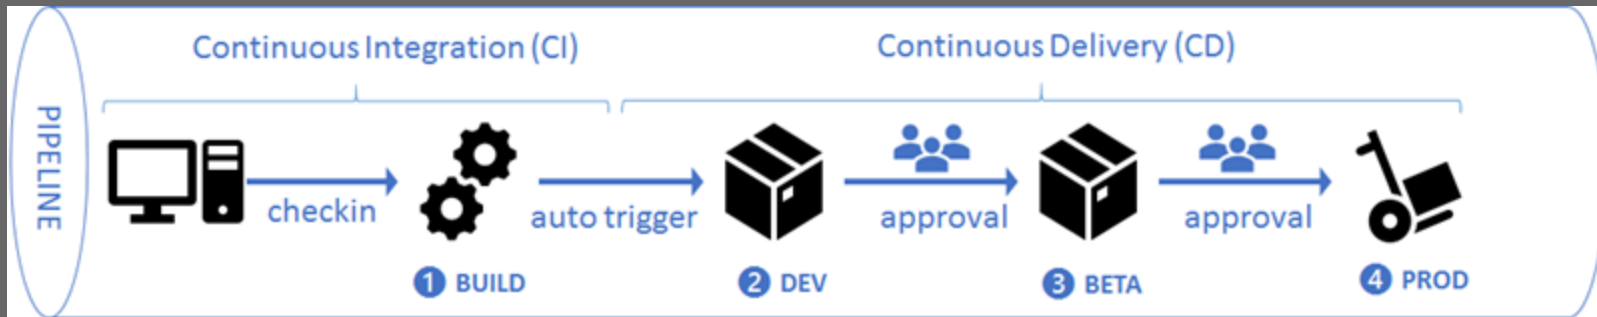 PIPELINE
Continuous Integration (CI)
Continuous Delivery (CD)
checkin
auto trigger
approval
approval
1 BUILD
2 DEV
3 BETA
4 PROD